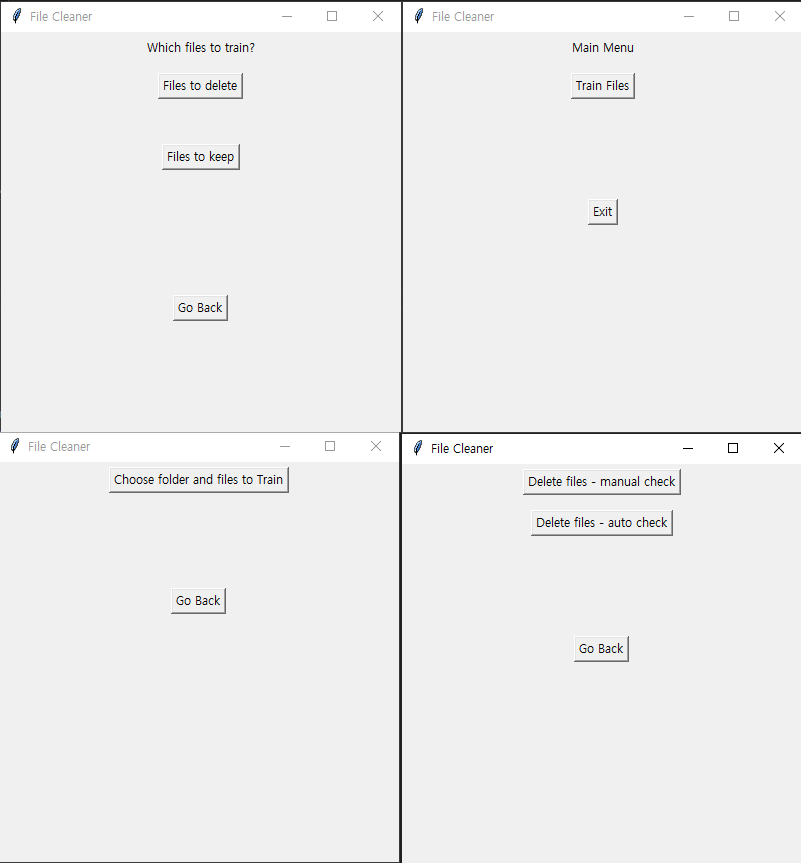 File Cleaner
Which files to train?
Files to delete
Files to keep
Go Back
File Cleaner
Main Menu
Train Files
Exit
File Cleaner
Choose folder and files to Train
Go Back
File Cleaner
Delete files - manual check
Delete files - auto check
Go Back